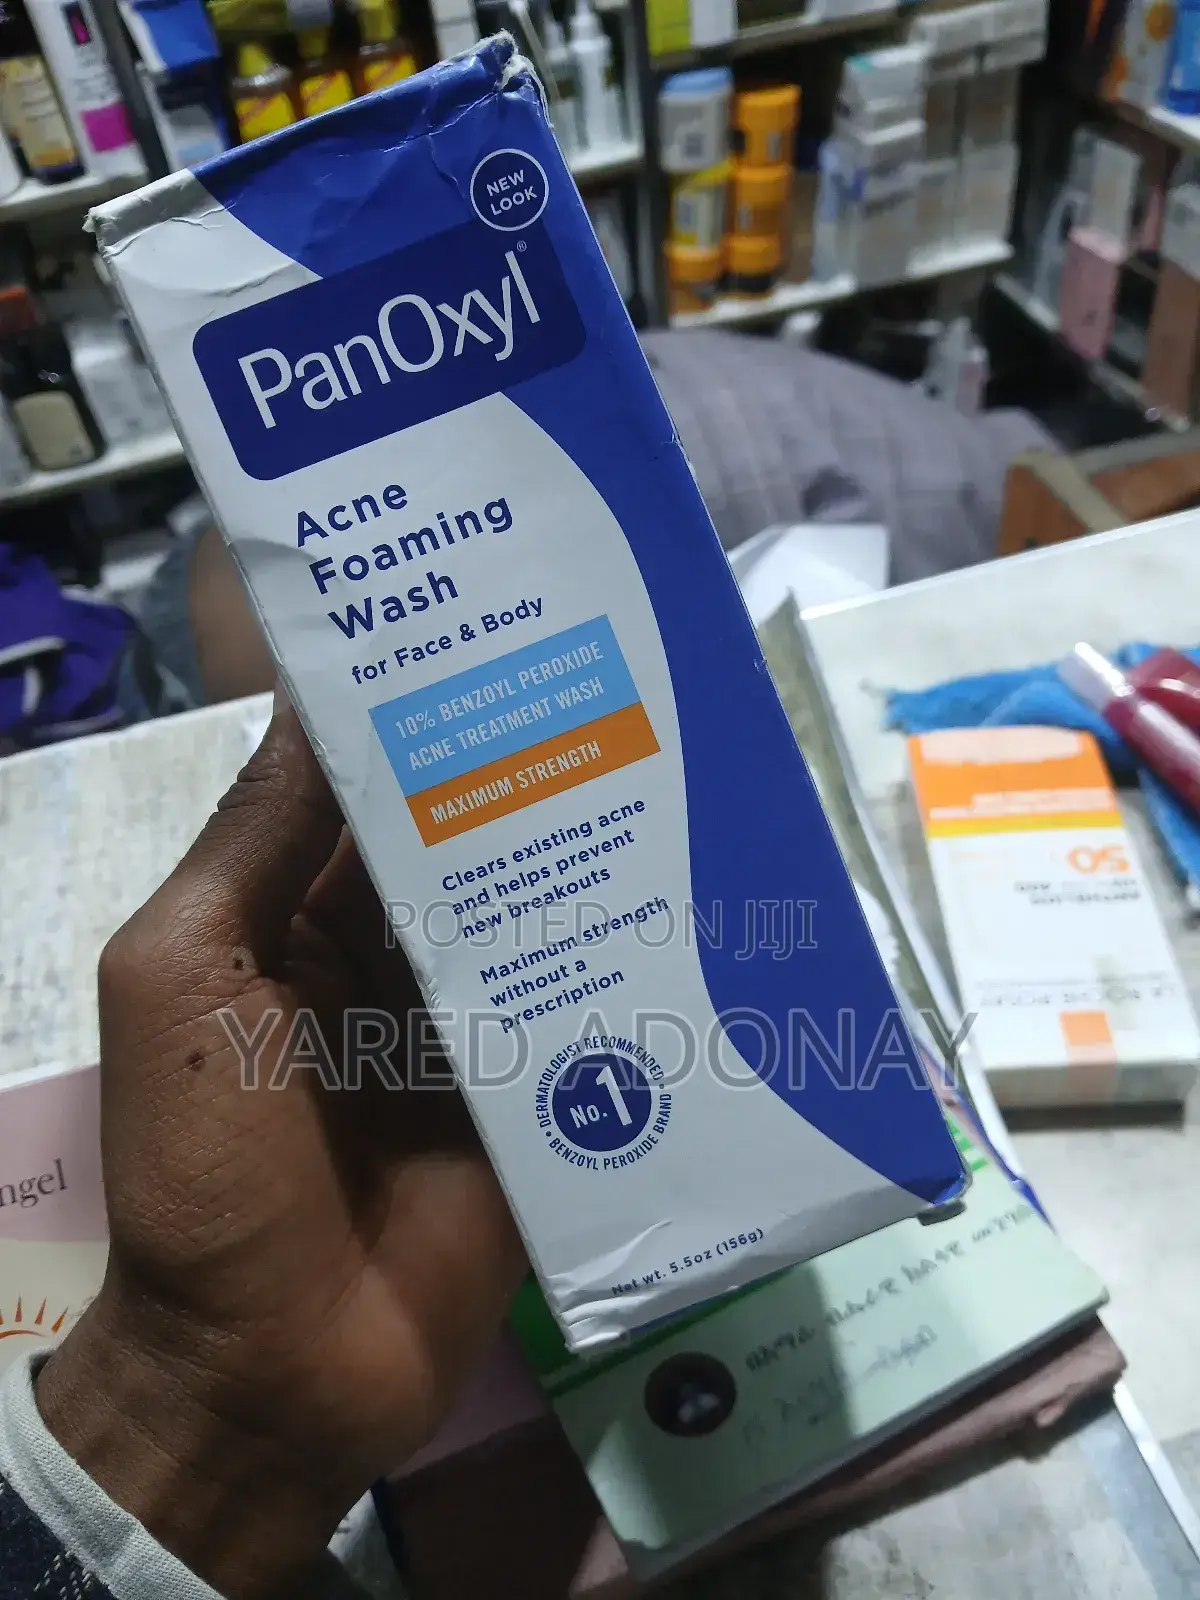 NEW
LOOK
PanOxyl®
Acne
Foaming
Wash
for Face & Body
10% BENZOYL PEROXIDE
ACNE TREATMENT WASH
MAXIMUM STRENGTH
Clears existing acne
and helps prevent
new breakouts
Maximum strength
without a
prescription
DERMATOLOGIST RECOMMENDED
No. 1
• BENZOYL PEROXIDE BRAND •
Net wt. 5.5oz (156g)
POSTED ON JIJI
YARED ADONAY
ngel
50